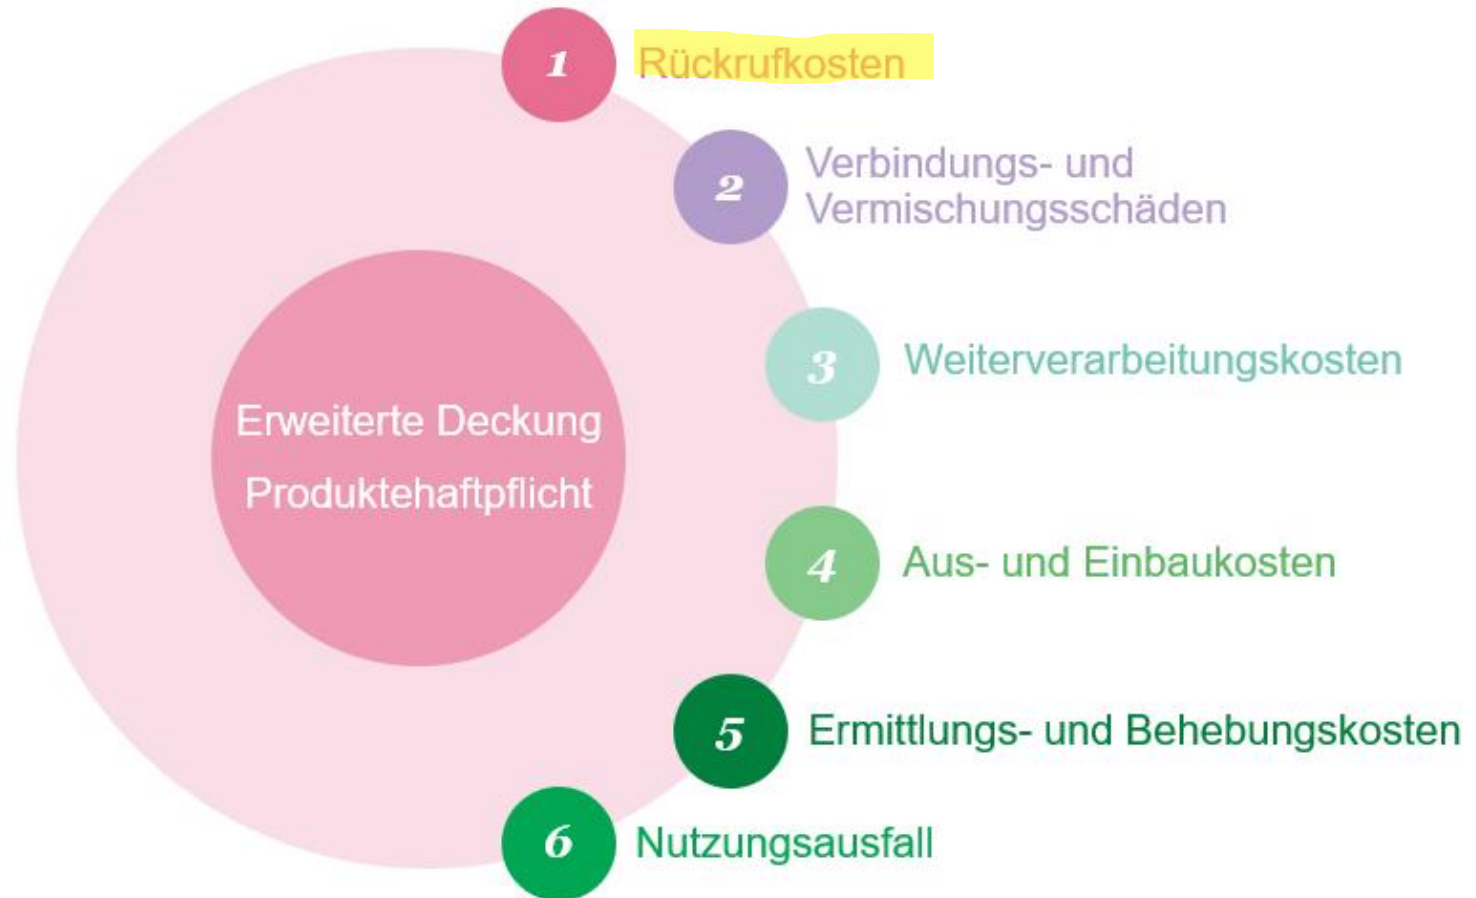 1 Rückrufkosten
2 Verbindungs- und
Vermischungsschäden
3 Weiterverarbeitungskosten
Erweiterte Deckung
Produktehaftpflicht
4 Aus- und Einbaukosten
5 Ermittlungs- und Behebungskosten
6 Nutzungsausfall